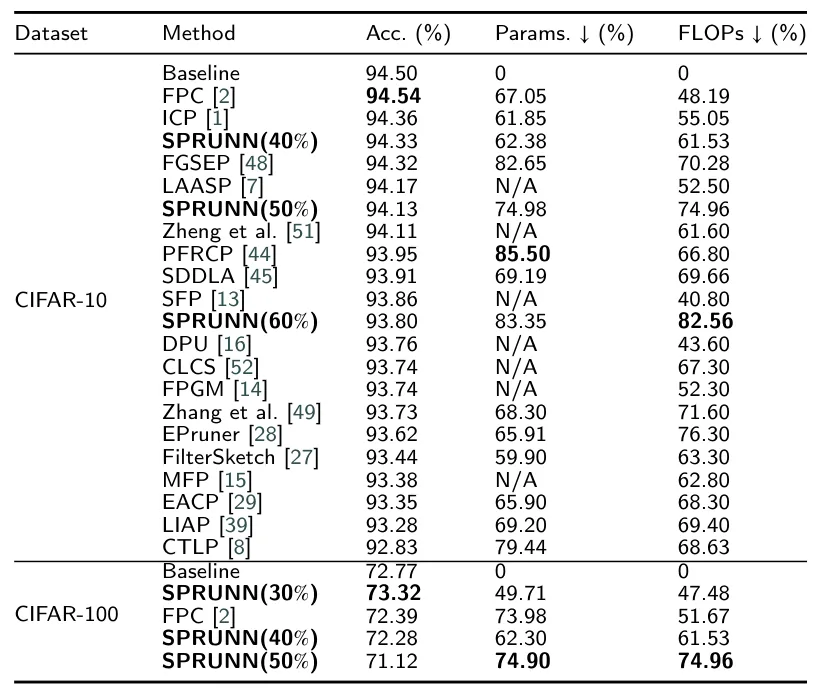 Dataset Method Acc. (%) Params. ↓ (%) FLOPs ↓ (%)
Baseline 94.50 0 0
FPC [2] 94.54 67.05 48.19
ICP [1] 94.36 61.85 55.05
SPRUNN(40%) 94.33 62.38 61.53
FGSEP [48] 94.32 82.65 70.28
LAASP [7] 94.17 N/A 52.50
SPRUNN(50%) 94.13 74.98 74.96
Zheng et al. [51] 94.11 N/A 61.60
PFRCP [44] 93.95 85.50 66.80
SDDLA [45] 93.91 69.19 69.66
CIFAR-10 SFP [13] 93.86 N/A 40.80
SPRUNN(60%) 93.80 83.35 82.56
DPU [16] 93.76 N/A 43.60
CLCS [52] 93.74 N/A 67.30
FPGM [14] 93.74 N/A 52.30
Zhang et al. [49] 93.73 68.30 71.60
EPruner [28] 93.62 65.91 76.30
FilterSketch [27] 93.44 59.90 63.30
MFP [15] 93.38 N/A 62.80
EACP [29] 93.35 65.90 68.30
LIAP [39] 93.28 69.20 69.40
CTLP [8] 92.83 79.44 68.63
Baseline 72.77 0 0
SPRUNN(30%) 73.32 49.71 47.48
CIFAR-100 FPC [2] 72.39 73.98 51.67
SPRUNN(40%) 72.28 62.30 61.53
SPRUNN(50%) 71.12 74.90 74.96